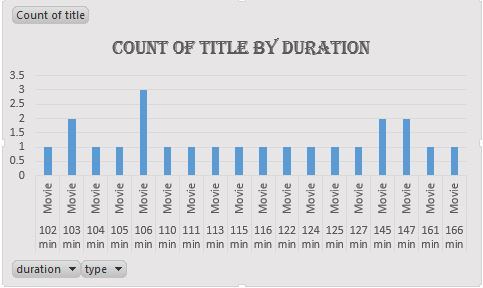 Count of title
COUNT OF TITLE BY DURATION
3.5
3
2.5
2
1.5
1
0.5
0
Movie Movie Movie Movie Movie Movie Movie Movie Movie Movie Movie Movie Movie Movie Movie Movie Movie Movie
102 103 104 105 106 110 111 113 115 116 122 124 125 127 145 147 161 166
min min min min min min min min min min min min min min min min min min
duration type